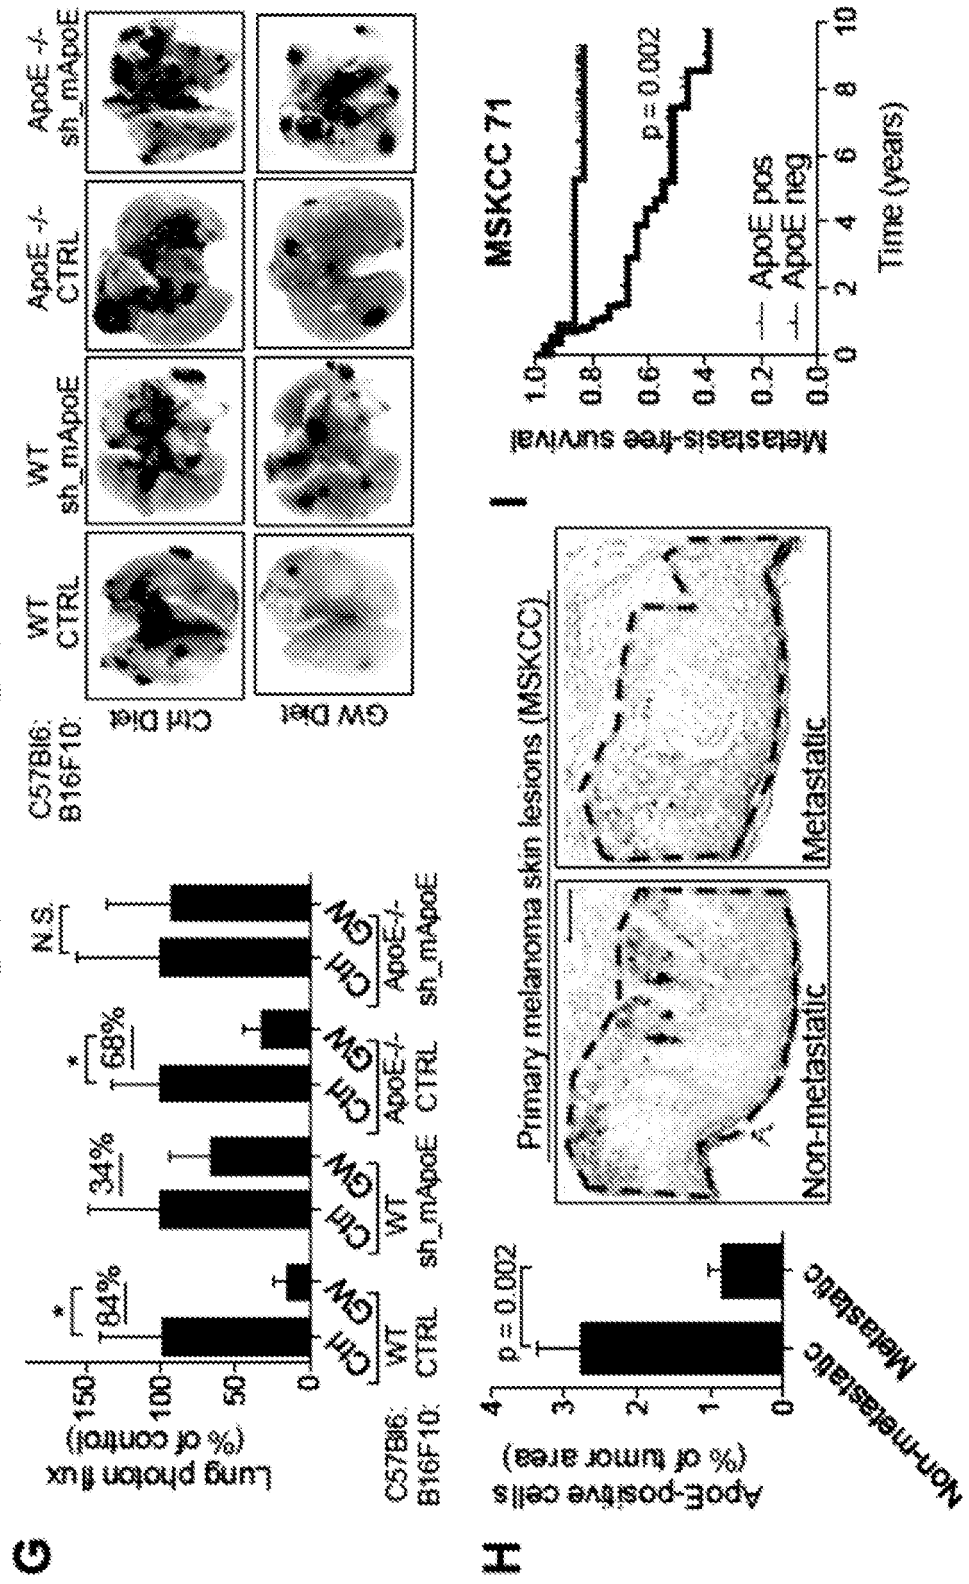 G
Lung photon flux
(% of control)
150
100
50
0
*
84%
34%
*
68%
N.S.
Ctrl GW Ctrl GW Ctrl GW Ctrl GW
C57Bl6: WT WT ApoE-/- ApoE-/-
B16F10: CTRL sh_mApoE CTRL sh_mApoE
C57Bl6: WT WT ApoE -/- ApoE -/-
B16F10: CTRL sh_mApoE CTRL sh_mApoE
Ctrl Diet
GW Diet
H
ApoE-positive cells
(% of tumor area)
4
3
2
1
0
p = 0.002
Non-metastatic
Metastatic
Primary melanoma skin lesions (MSKCC)
Non-metastatic
Metastatic
I
MSKCC 71
Metastasis-free survival
1.0
0.8
0.6
0.4
0.2
0.0
p = 0.002
ApoE pos
ApoE neg
0 2 4 6 8 10
Time (years)